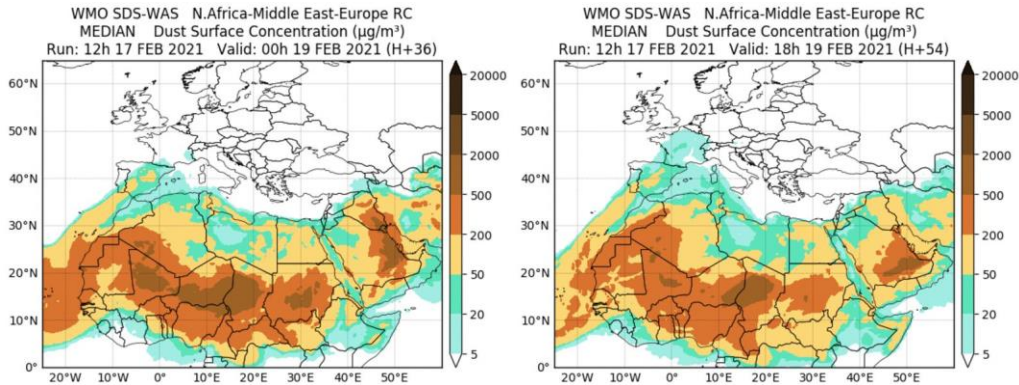 WMO SDS-WAS   N.Africa-Middle East-Europe RC
MEDIAN    Dust Surface Concentration (µg/m³)
Run: 12h 17 FEB 2021   Valid: 00h 19 FEB 2021 (H+36)
60°N
50°N
40°N
30°N
20°N
10°N
0°
20°W 10°W 0° 10°E 20°E 30°E 40°E 50°E
20000
5000
2000
500
200
50
20
5
WMO SDS-WAS   N.Africa-Middle East-Europe RC
MEDIAN    Dust Surface Concentration (µg/m³)
Run: 12h 17 FEB 2021   Valid: 18h 19 FEB 2021 (H+54)
60°N
50°N
40°N
30°N
20°N
10°N
0°
20°W 10°W 0° 10°E 20°E 30°E 40°E 50°E
20000
5000
2000
500
200
50
20
5